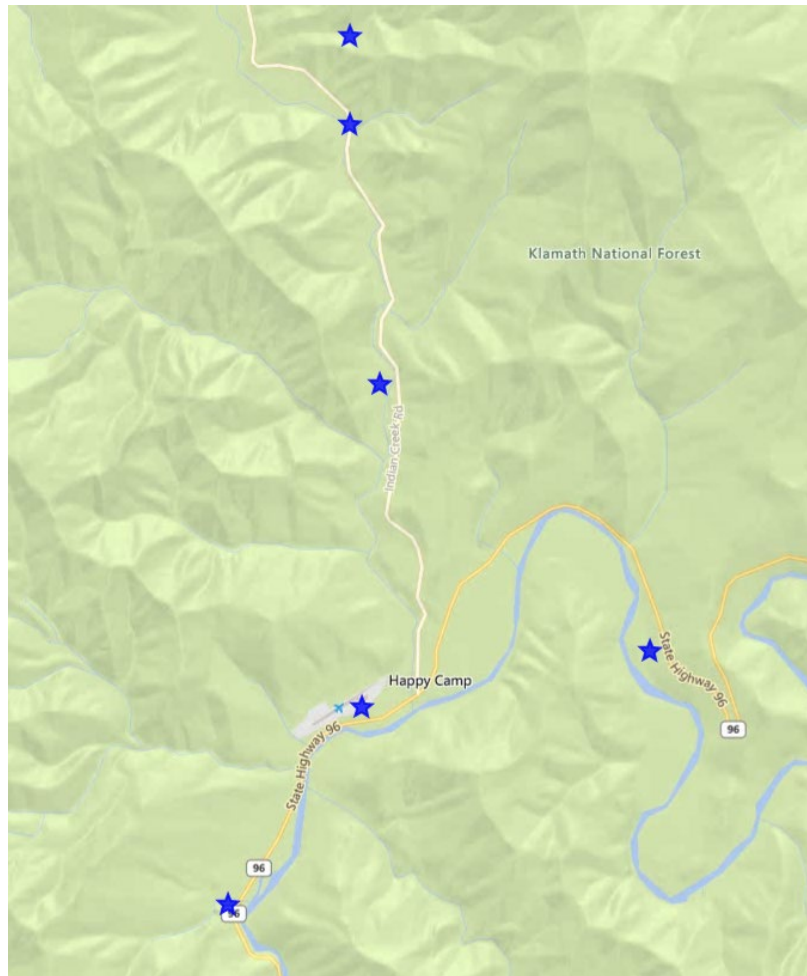 Klamath National Forest
Indian Creek Rd
State Highway 96
Happy Camp
96
State Highway 96
96
96